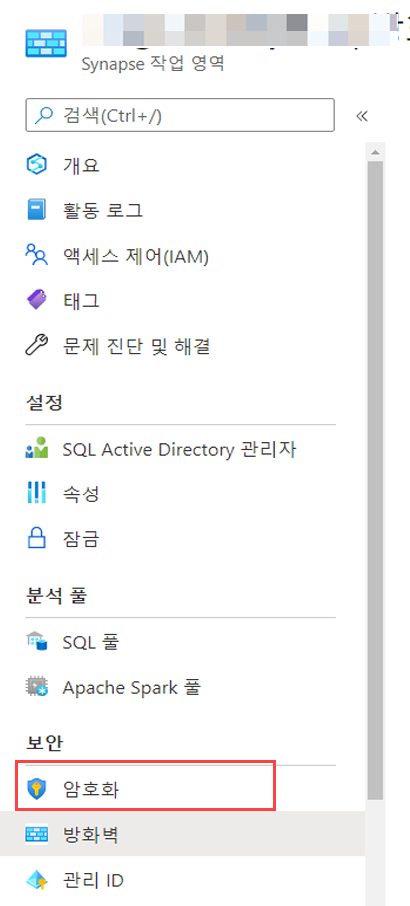 Synapse 작업 영역
검색(Ctrl+/)
«
개요
활동 로그
액세스 제어(IAM)
태그
문제 진단 및 해결
설정
SQL Active Directory 관리자
속성
잠금
분석 풀
SQL 풀
Apache Spark 풀
보안
암호화
방화벽
관리 ID